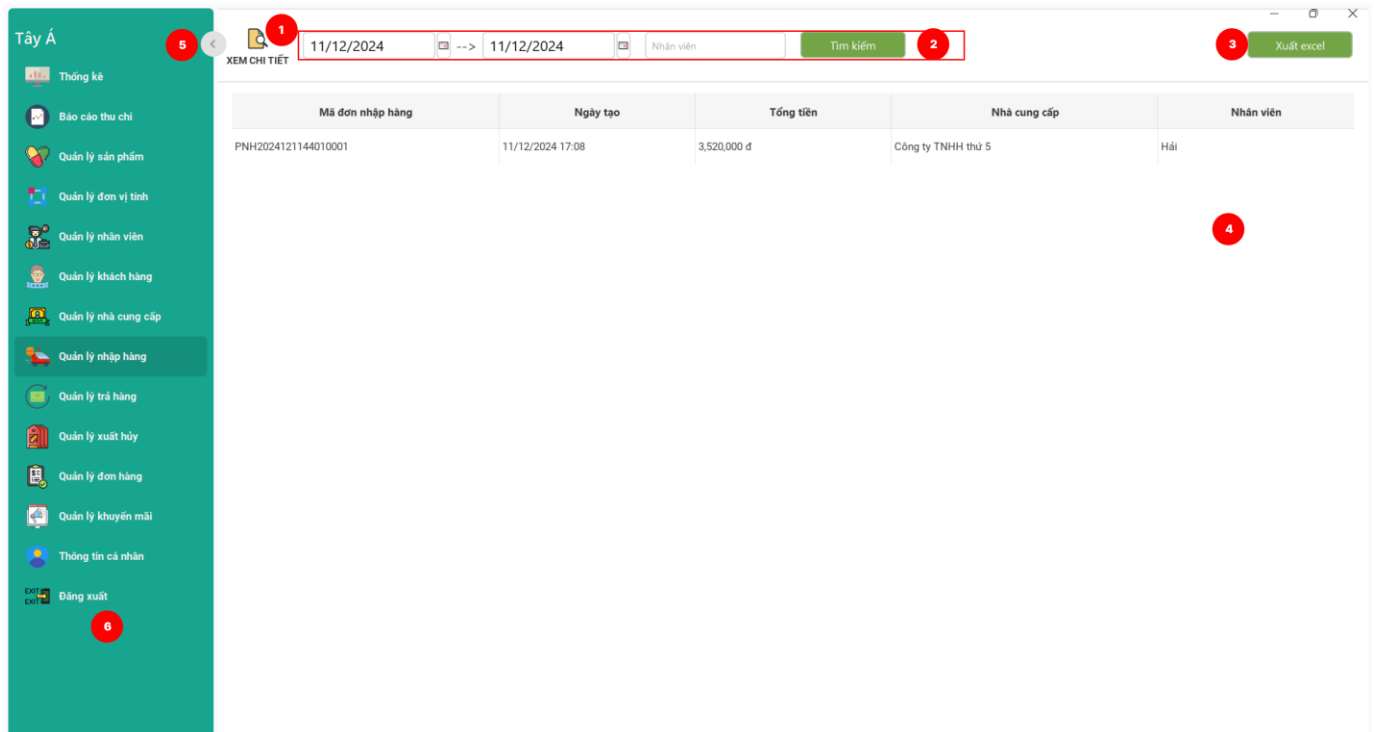 Tây Á
5
1
XEM CHI TIẾT
11/12/2024 --> 11/12/2024 Nhân viên Tìm kiếm 2
3 Xuất excel
Thống kê
Báo cáo thu chi
Quản lý sản phẩm
Quản lý đơn vị tính
Quản lý nhân viên
Quản lý khách hàng
Quản lý nhà cung cấp
Quản lý nhập hàng
Quản lý trả hàng
Quản lý xuất hủy
Quản lý đơn hàng
Quản lý khuyến mãi
Thông tin cá nhân
EXIT EXIT Đăng xuất
6
Mã đơn nhập hàng Ngày tạo Tổng tiền Nhà cung cấp Nhân viên
PNH2024121144010001 11/12/2024 17:08 3,520,000 đ Công ty TNHH thứ 5 Hải
4